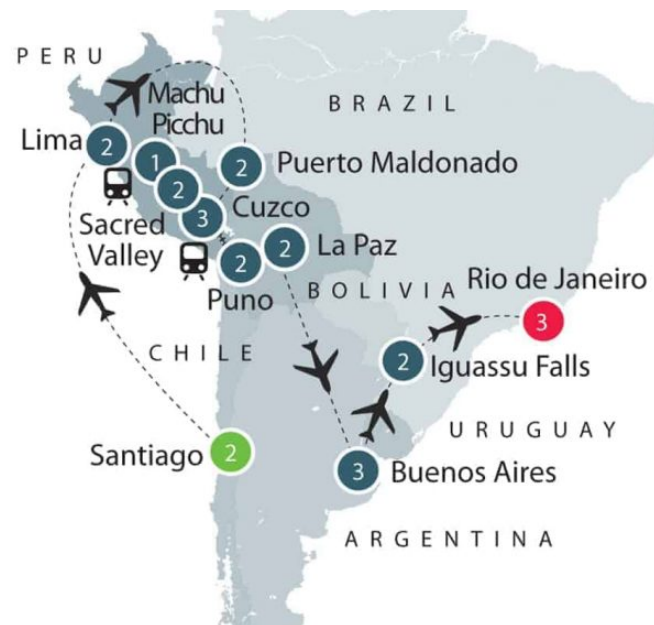 PERU
Machu
Picchu
BRAZIL
Lima
2
1
2
Puerto Maldonado
2
Sacred
Valley
3
Cuzco
2
Puno
2
La Paz
BOLIVIA
Rio de Janeiro
3
CHILE
2
Iguassu Falls
URUGUAY
Santiago
2
3
Buenos Aires
ARGENTINA